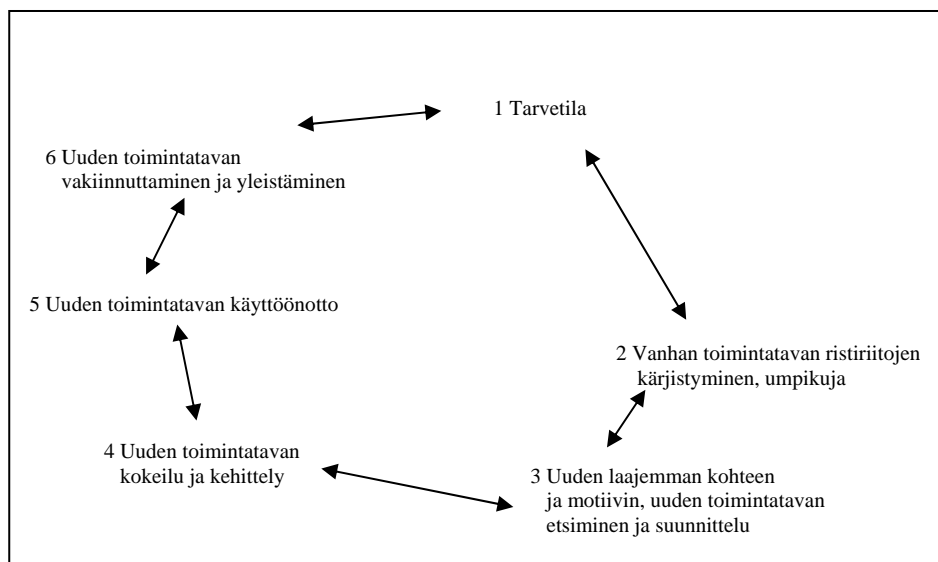 1 Tarvetila
2 Vanhan toimintatavan ristiriitojen
kärjistyminen, umpikuja
3 Uuden laajemman kohteen
ja motiivin, uuden toimintatavan
etsiminen ja suunnittelu
4 Uuden toimintatavan
kokeilu ja kehittely
5 Uuden toimintatavan käyttöönotto
6 Uuden toimintatavan
vakiinnuttaminen ja yleistäminen